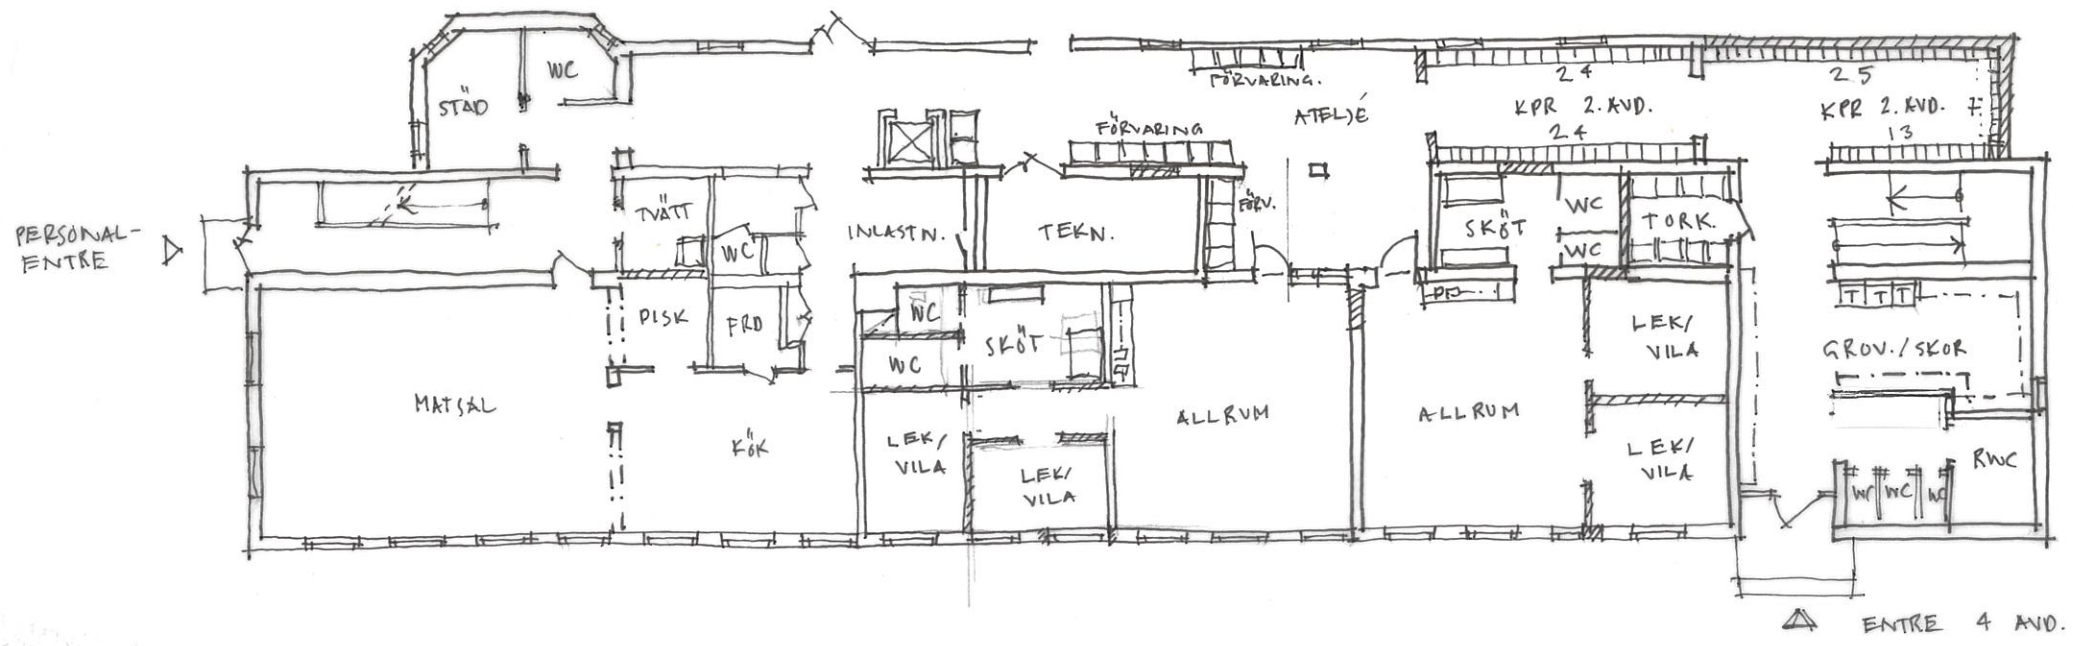 STÄD
WC
FÖRVARING.
24
25
ATELJÉ
KPR 2. AVD.
KPR 2. AVD.
7
FÖRVARING
24
13
PERSONAL-
ENTRE
TVÄTT
WC
INLASTN.
TEKN.
FÖRV.
SKÖT
WC
WC
TORK.
DISK
FRD
WC
SKÖT
WC
LEK/
VILA
T T T
GROV./SKOR
MATSAL
KÖK
LEK/
VILA
LEK/
VILA
ALLRUM
ALLRUM
LEK/
VILA
RWC
WC WC WC
ENTRE 4 AVD.